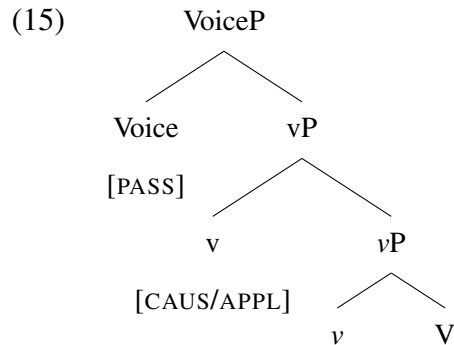 (15) VoiceP
Voice vP
[PASS]
v vP
[CAUS/APPL]
v V